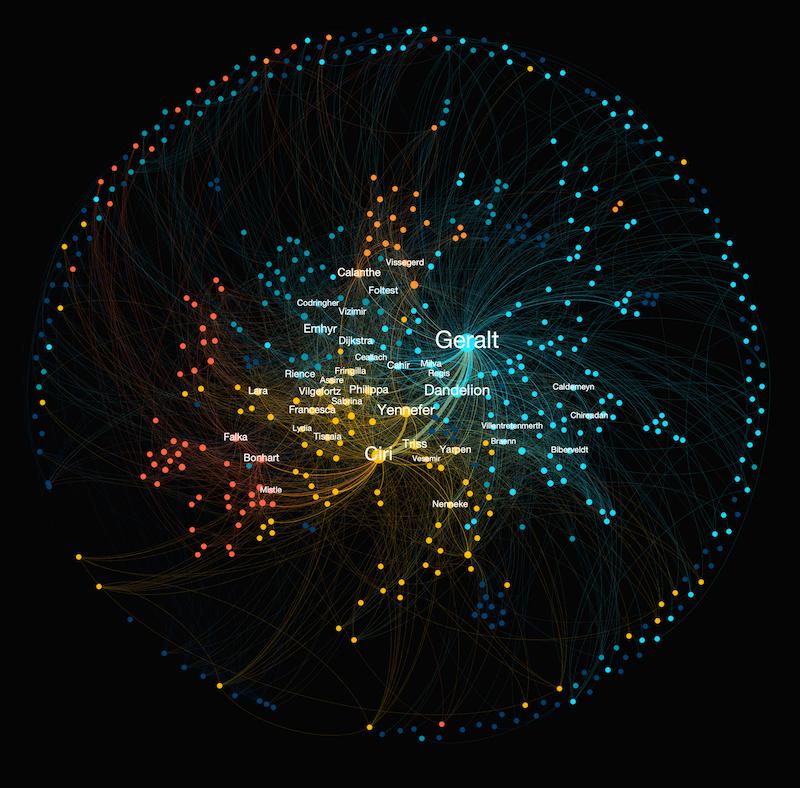 Vissegerd
Calanthe
Foltest
Codringher
Vizimir
Emhyr
Dijkstra
Geralt
Ceallach
Cahir
Milva
Regis
Rience
Fringilla
Assire
Lara
Vilgefortz
Philippa
Dandelion
Caldemeyn
Sabrina
Francesca
Yennefer
Chireadan
Lydia
Villentretenmerth
Falka
Tissaia
Triss
Braenn
Bonhart
Ciri
Yarpen
Biberveldt
Vesemir
Mistle
Nenneke